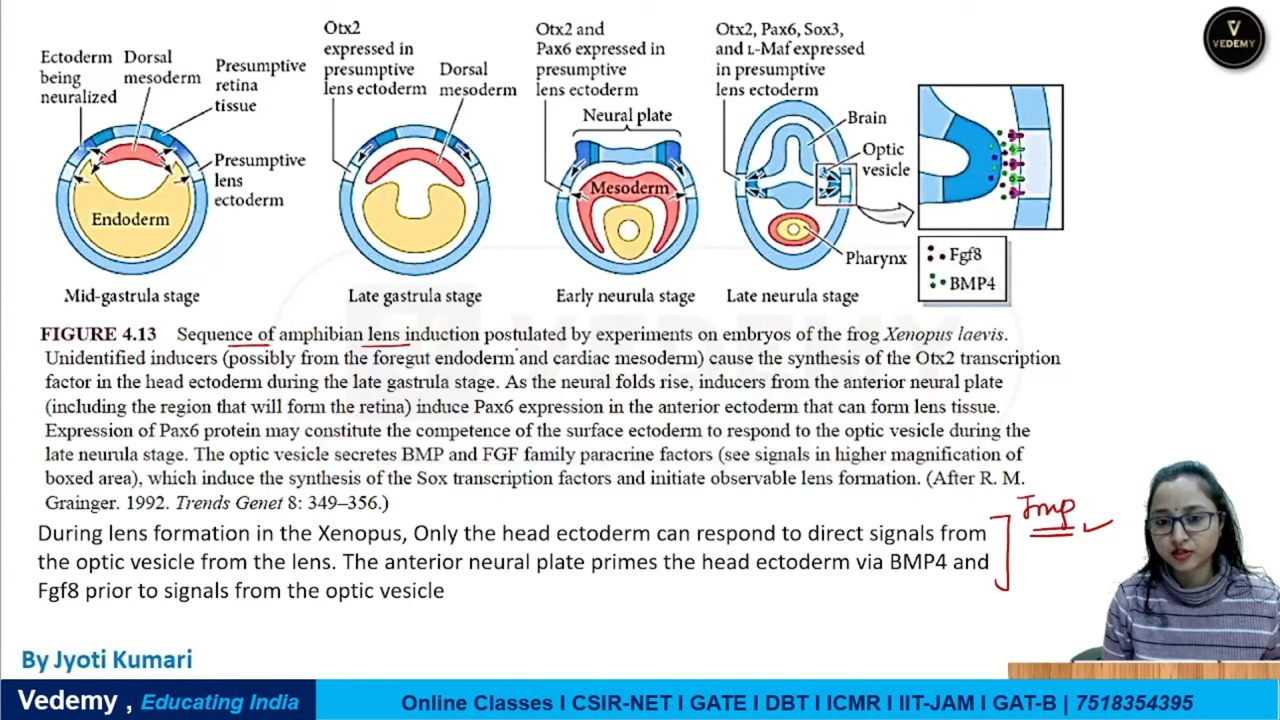 Otx2
expressed in
presumptive
lens ectoderm
Otx2 and
Pax6 expressed in
presumptive
lens ectoderm
Otx2, Pax6, Sox3,
and L-Maf expressed
in presumptive
lens ectoderm
VEDEMY
Ectoderm
being
neuralized
Dorsal
mesoderm
Presumptive
retina
tissue
Dorsal
mesoderm
Neural plate
Brain
Optic
vesicle
Presumptive
lens
ectoderm
Mesoderm
Endoderm
Pharynx
Fgf8
BMP4
Mid-gastrula stage
Late gastrula stage
Early neurula stage
Late neurula stage
FIGURE 4.13 Sequence of amphibian lens induction postulated by experiments on embryos of the frog Xenopus laevis.
Unidentified inducers (possibly from the foregut endoderm and cardiac mesoderm) cause the synthesis of the Otx2 transcription
factor in the head ectoderm during the late gastrula stage. As the neural folds rise, inducers from the anterior neural plate
(including the region that will form the retina) induce Pax6 expression in the anterior ectoderm that can form lens tissue.
Expression of Pax6 protein may constitute the competence of the surface ectoderm to respond to the optic vesicle during the
late neurula stage. The optic vesicle secretes BMP and FGF family paracrine factors (see signals in higher magnification of
boxed area), which induce the synthesis of the Sox transcription factors and initiate observable lens formation. (After R. M.
Grainger. 1992. Trends Genet 8: 349–356.)
During lens formation in the Xenopus, Only the head ectoderm can respond to direct signals from
the optic vesicle from the lens. The anterior neural plate primes the head ectoderm via BMP4 and
Fgf8 prior to signals from the optic vesicle
Imp
By Jyoti Kumari
Vedemy , Educating India
Online Classes I CSIR-NET I GATE I DBT I ICMR I IIT-JAM I GAT-B | 7518354395
VEDEMY